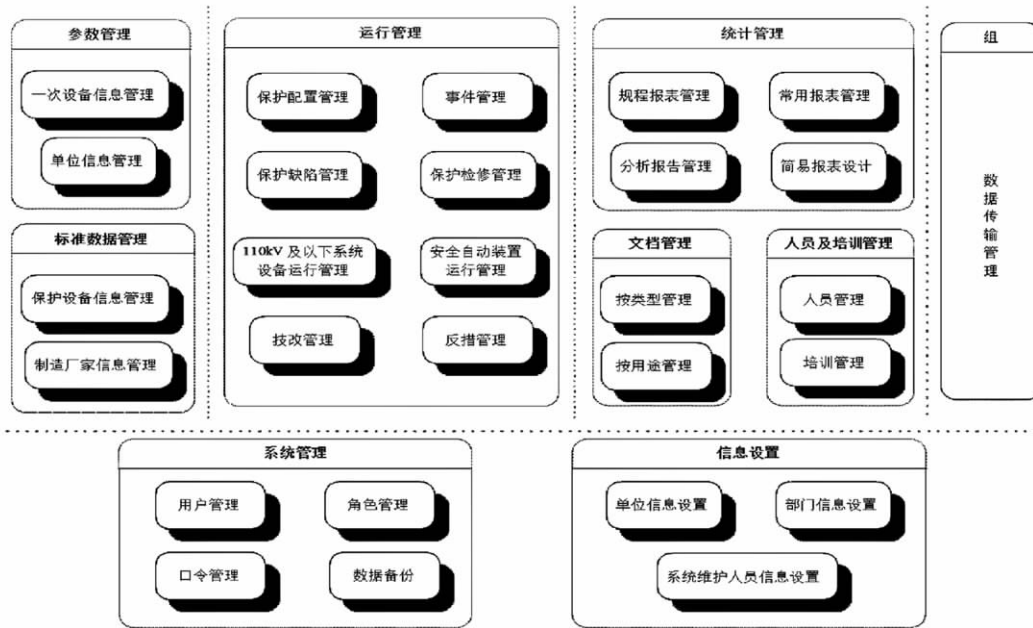 参数管理
一次设备信息管理
单位信息管理
标准数据管理
保护设备信息管理
制造厂家信息管理
运行管理
保护配置管理
事件管理
保护缺陷管理
保护检修管理
110kV 及以下系统
设备运行管理
安全自动装置
运行管理
技改管理
反措管理
统计管理
规程报表管理
常用报表管理
分析报告管理
简易报表设计
文档管理
按类型管理
按用途管理
人员及培训管理
人员管理
培训管理
组
数据传输管理
系统管理
用户管理
角色管理
口令管理
数据备份
信息设置
单位信息设置
部门信息设置
系统维护人员信息设置